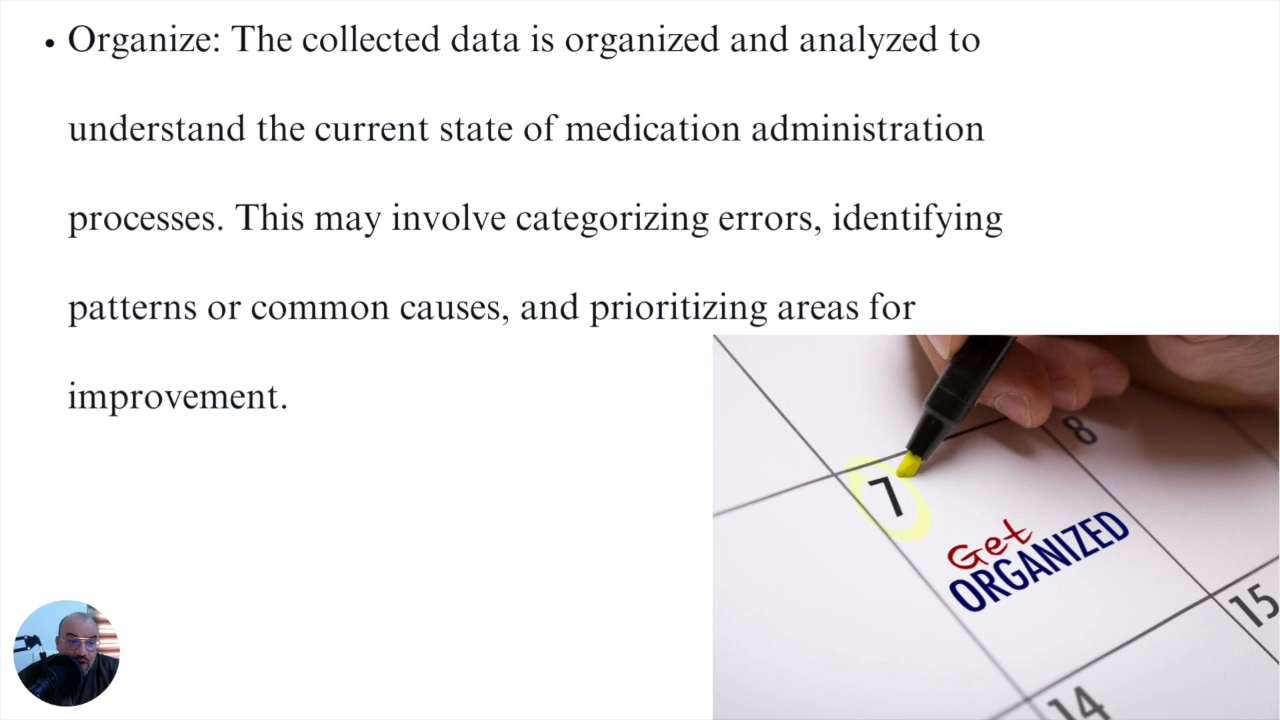 • Organize: The collected data is organized and analyzed to
understand the current state of medication administration
processes. This may involve categorizing errors, identifying
patterns or common causes, and prioritizing areas for
improvement.
8
7
Get
ORGANIZED
15
14